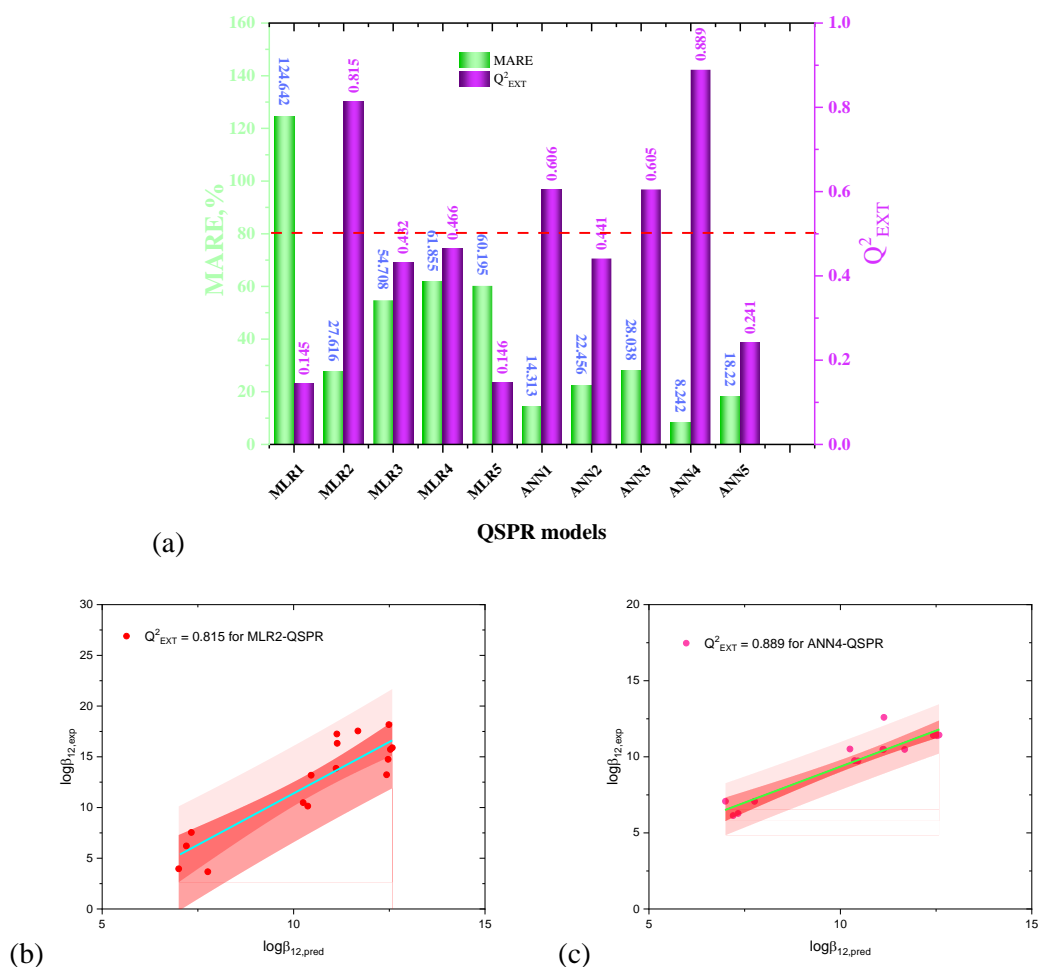 (a)
160
140
120
100
80
60
40
20
0
MARE,%
1.0
0.8
0.6
0.4
0.2
0.0
Q²EXT
MARE
Q²EXT
124.642
0.145
27.616
0.815
54.708
0.432
61.855
0.466
60.195
0.146
14.313
0.606
22.456
0.441
28.038
0.605
8.242
0.889
18.22
0.241
MLR1
MLR2
MLR3
MLR4
MLR5
ANN1
ANN2
ANN3
ANN4
ANN5
QSPR models
(b)
30
25
20
15
10
5
0
logβ12,exp
Q²EXT = 0.815 for MLR2-QSPR
5
10
15
logβ12,pred
(c)
20
15
10
5
0
logβ12,exp
Q²EXT = 0.889 for ANN4-QSPR
5
10
15
logβ12,pred